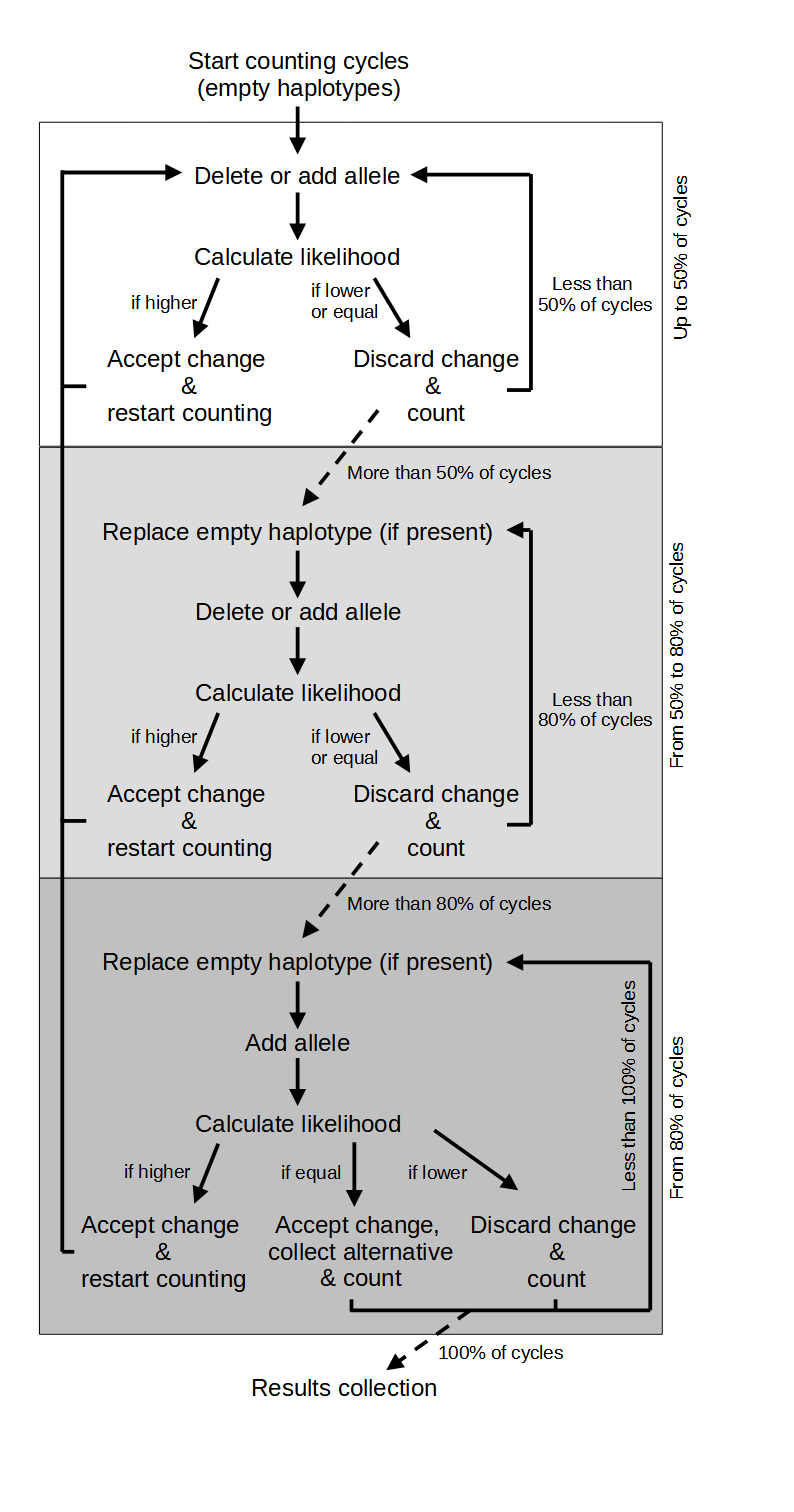 Start counting cycles
(empty haplotypes)
Delete or add allele
Calculate likelihood
if higher
if lower
or equal
Less than
50% of cycles
Up to 50% of cycles
Accept change
&
restart counting
Discard change
&
count
More than 50% of cycles
Replace empty haplotype (if present)
Delete or add allele
Calculate likelihood
if higher
if lower
or equal
Less than
80% of cycles
From 50% to 80% of cycles
Accept change
&
restart counting
Discard change
&
count
More than 80% of cycles
Replace empty haplotype (if present)
Add allele
Calculate likelihood
if higher
if equal
if lower
Less than 100% of cycles
From 80% of cycles
Accept change
&
restart counting
Accept change,
collect alternative
& count
Discard change
&
count
100% of cycles
Results collection